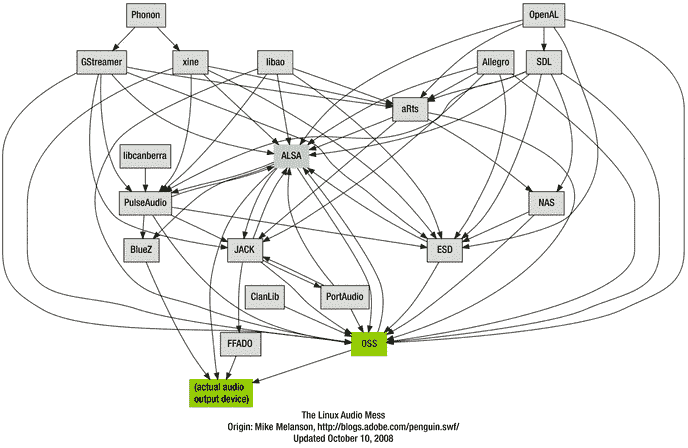 Phonon
OpenAL
GStreamer
xine
libao
Allegro
SDL
aRts
libcanberra
ALSA
PulseAudio
NAS
BlueZ
JACK
ESD
ClanLib
PortAudio
FFADO
OSS
(actual audio
output device)
The Linux Audio Mess
Origin: Mike Melanson, http://blogs.adobe.com/penguin.swf/
Updated October 10, 2008